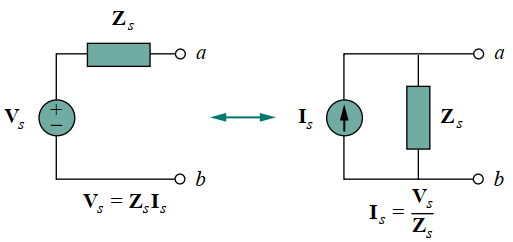 Z_s
a
V_s
+
−
b
V_s = Z_s I_s
a
I_s
Z_s
b
I_s = V_s / Z_s